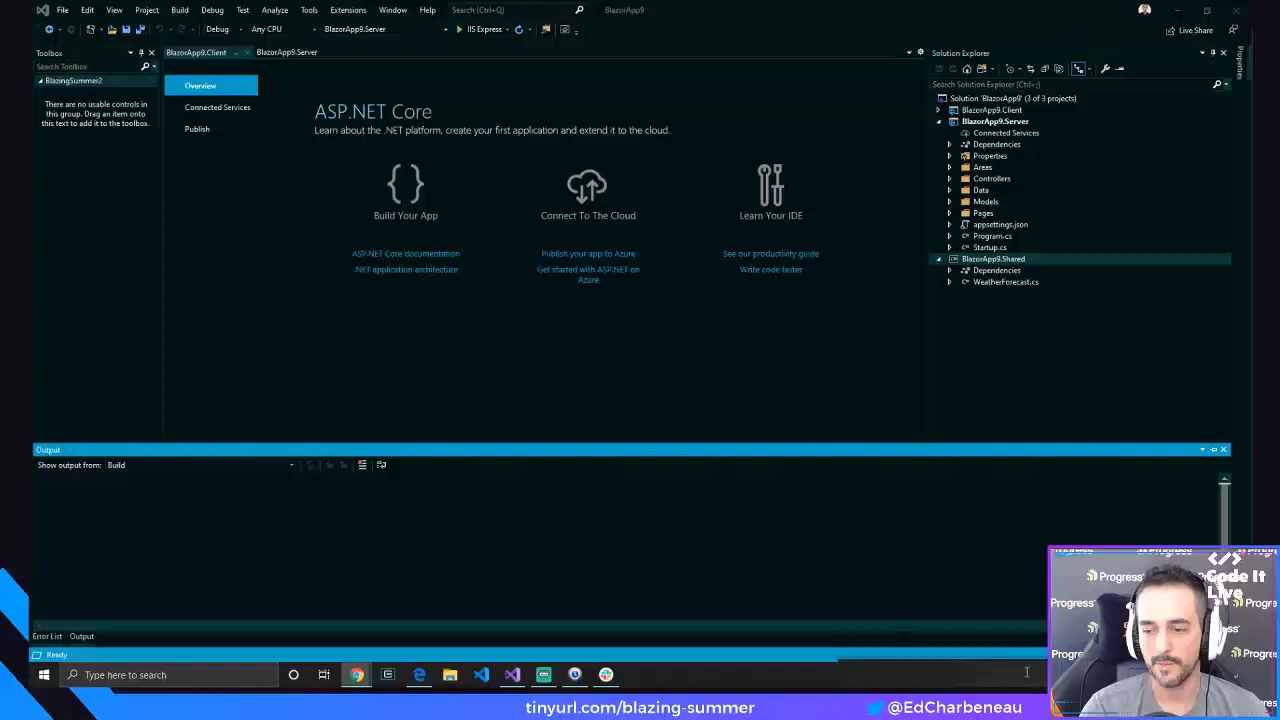 File Edit View Project Build Debug Test Analyze Tools Extensions Window Help Search (Ctrl+Q) BlazorApp9
Debug Any CPU BlazorApp9.Server IIS Express Live Share
Toolbox
Search Toolbox
BlazingSummer2
There are no usable controls in
this group. Drag an item onto
this text to add it to the toolbox.
BlazorApp9.Client BlazorApp9.Server
Overview
Connected Services
Publish
ASP.NET Core
Learn about the .NET platform, create your first application and extend it to the cloud.
Build Your App
ASP.NET Core documentation
.NET application architecture
Connect To The Cloud
Publish your app to Azure
Get started with ASP.NET on
Azure
Learn Your IDE
See our productivity guide
Write code faster
Solution Explorer
Search Solution Explorer
Solution 'BlazorApp9' (3 of 3 projects)
BlazorApp9.Client
BlazorApp9.Server
Connected Services
Dependencies
Properties
Areas
Controllers
Data
Models
Pages
appsettings.json
Program.cs
Startup.cs
BlazorApp9.Shared
Dependencies
WeatherForecast.cs
Properties
Output
Show output from: Build
Error List Output
Ready
Type here to search
Progress
Code It
Live
tinyurl.com/blazing-summer @EdCharbeneau